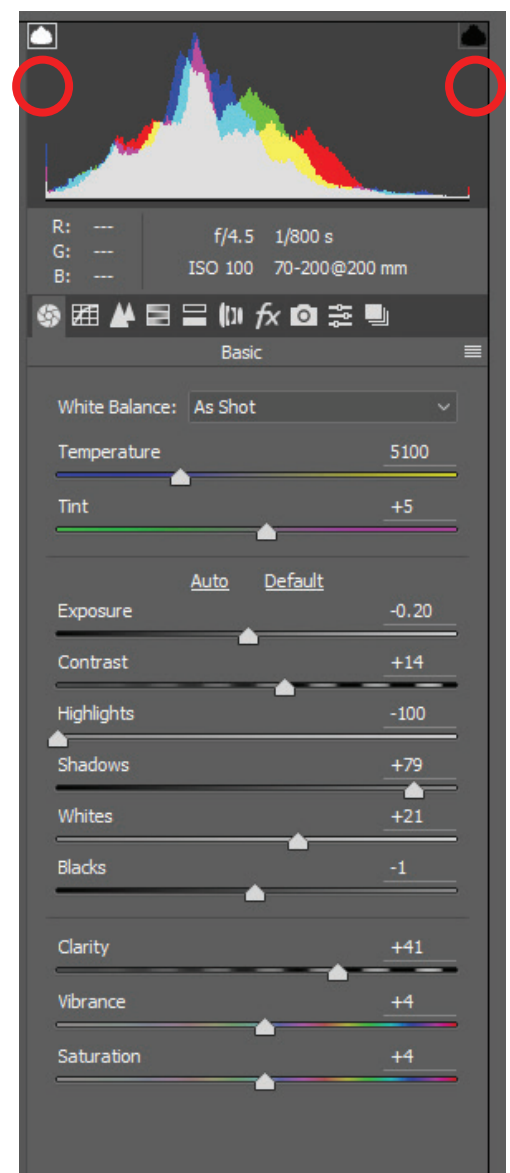 R: ---
G: ---
B: ---
f/4.5 1/800 s
ISO 100 70-200@200 mm
fx
Basic
White Balance: As Shot
Temperature 5100
Tint +5
Auto Default
Exposure -0.20
Contrast +14
Highlights -100
Shadows +79
Whites +21
Blacks -1
Clarity +41
Vibrance +4
Saturation +4